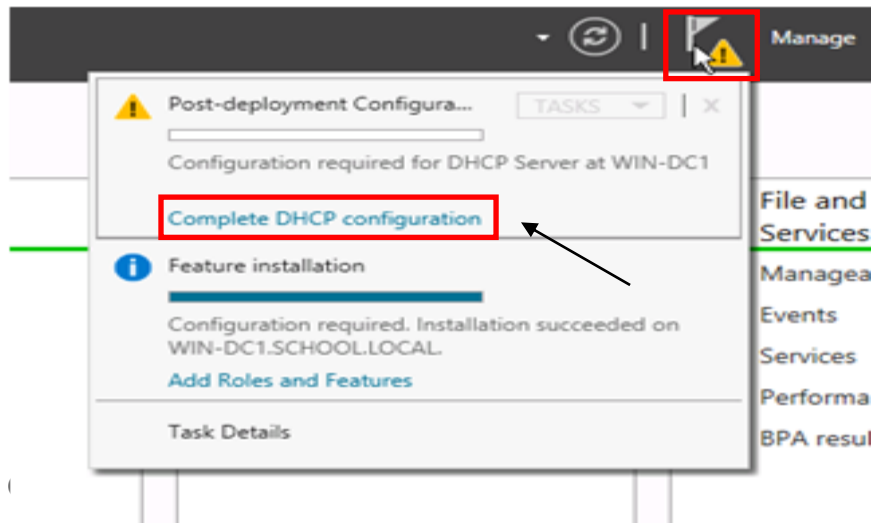 Manage
Post-deployment Configura...
TASKS
Configuration required for DHCP Server at WIN-DC1
Complete DHCP configuration
Feature installation
Configuration required. Installation succeeded on
WIN-DC1.SCHOOL.LOCAL.
Add Roles and Features
Task Details
File and
Services
Managea
Events
Services
Performa
BPA resul